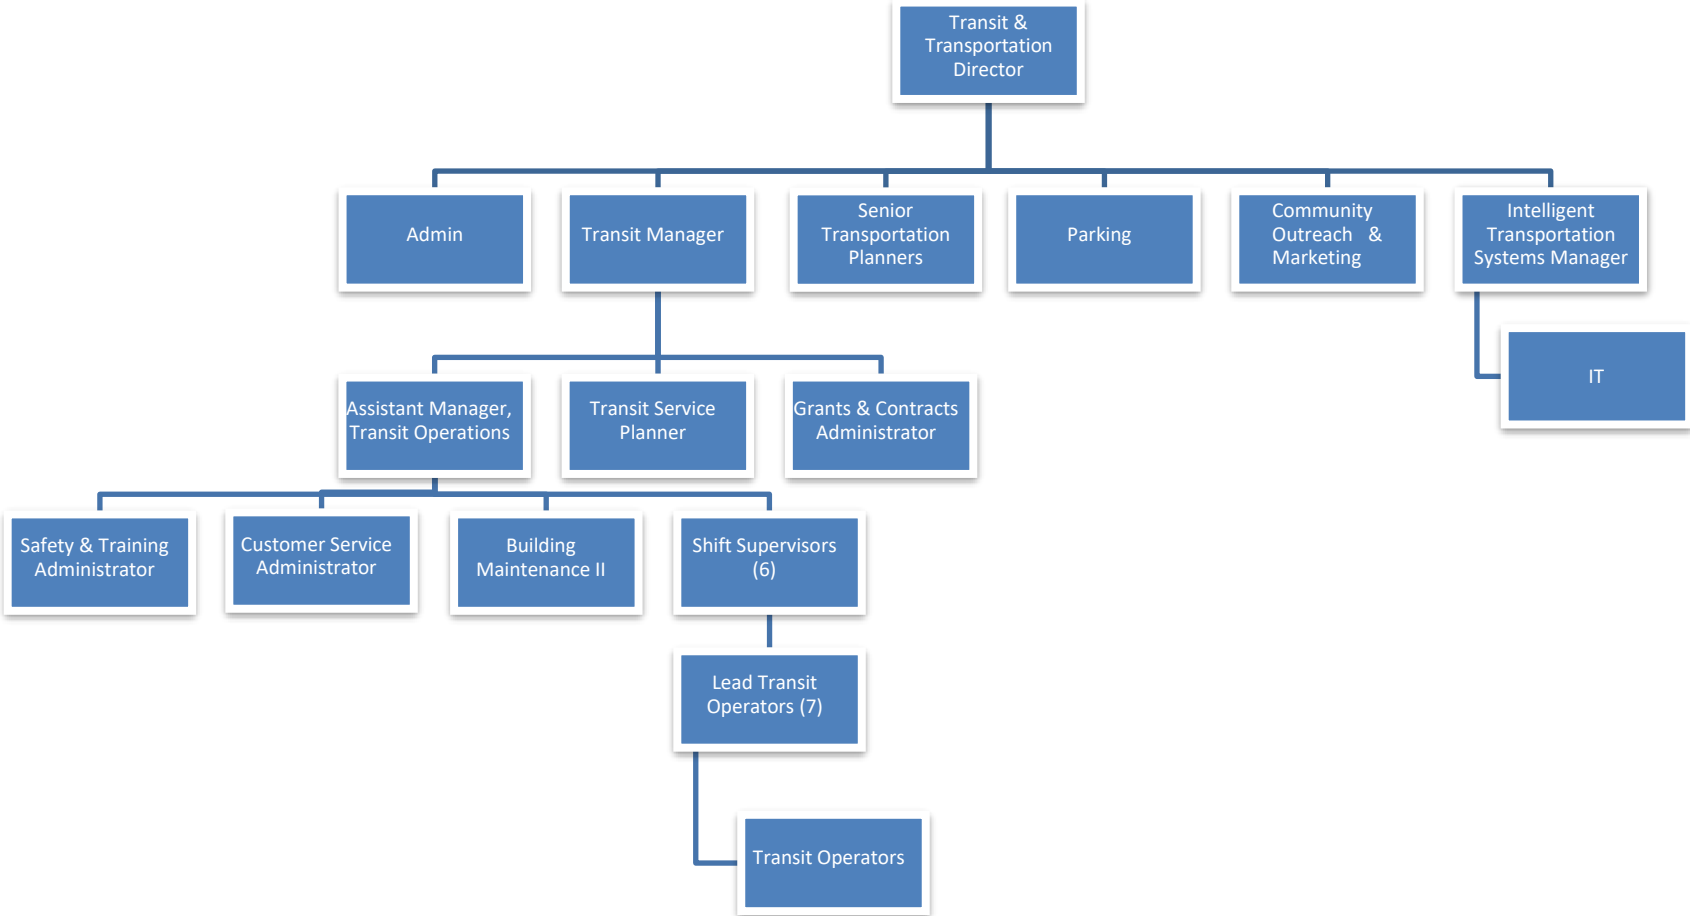 Transit &
Transportation
Director
Admin
Transit Manager
Senior
Transportation
Planners
Parking
Community
Outreach &
Marketing
Intelligent
Transportation
Systems Manager
IT
Assistant Manager,
Transit Operations
Transit Service
Planner
Grants & Contracts
Administrator
Safety & Training
Administrator
Customer Service
Administrator
Building
Maintenance II
Shift Supervisors
(6)
Lead Transit
Operators (7)
Transit Operators